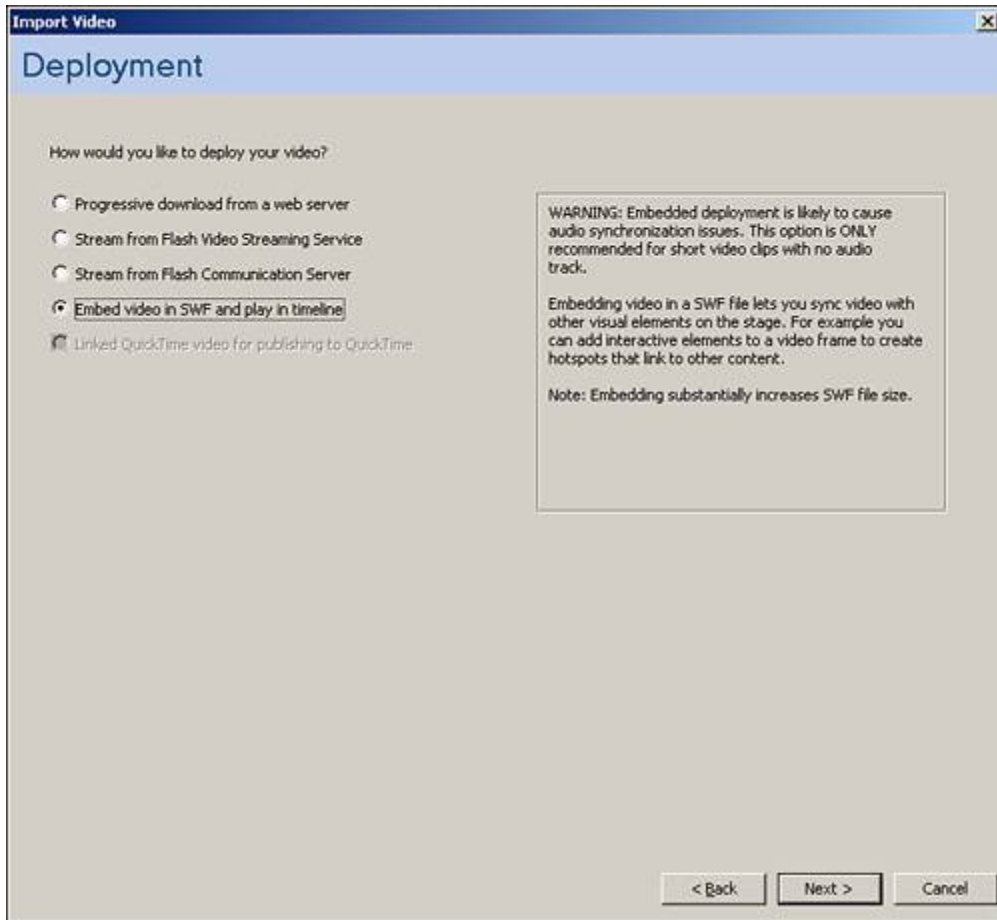 Import Video
Deployment
How would you like to deploy your video?
Progressive download from a web server
Stream from Flash Video Streaming Service
Stream from Flash Communication Server
Embed video in SWF and play in timeline
Linked QuickTime video for publishing to QuickTime
WARNING: Embedded deployment is likely to cause
audio synchronization issues. This option is ONLY
recommended for short video clips with no audio
track.
Embedding video in a SWF file lets you sync video with
other visual elements on the stage. For example you
can add interactive elements to a video frame to create
hotspots that link to other content.
Note: Embedding substantially increases SWF file size.
< Back
Next >
Cancel